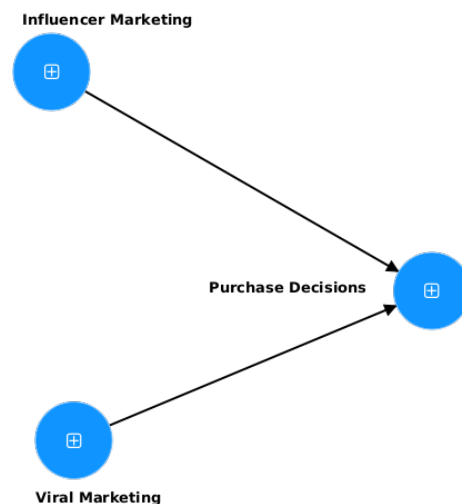 Influencer Marketing
Purchase Decisions
Viral Marketing